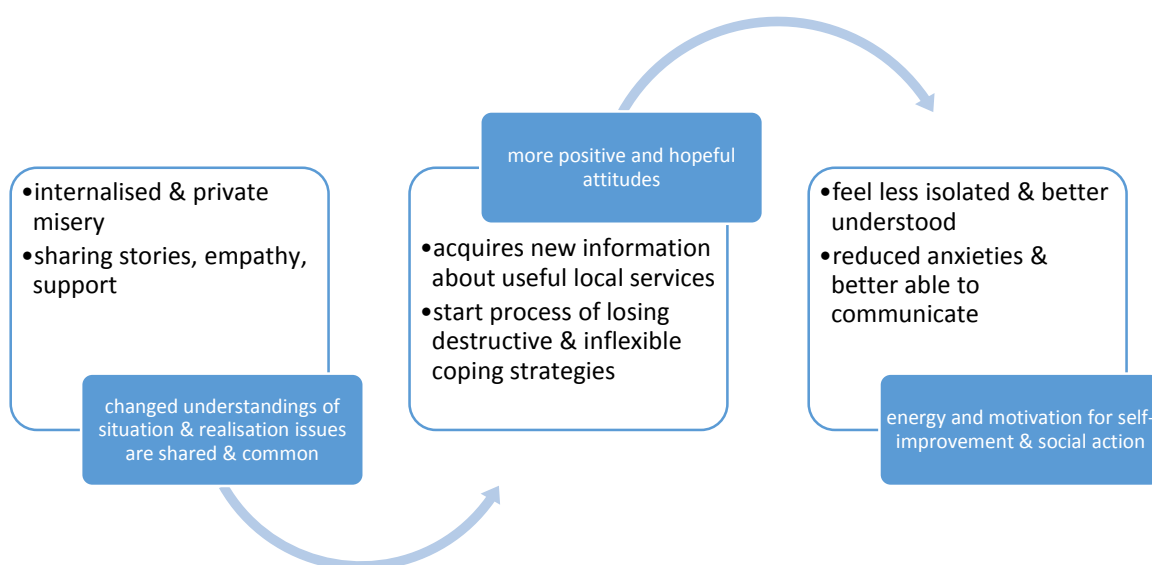 •internalised & private
misery
•sharing stories, empathy,
support
changed understandings of
situation & realisation issues
are shared & common
more positive and hopeful
attitudes
•acquires new information
about useful local services
•start process of losing
destructive & inflexible
coping strategies
•feel less isolated & better
understood
•reduced anxieties &
better able to
communicate
energy and motivation for self-
improvement & social action